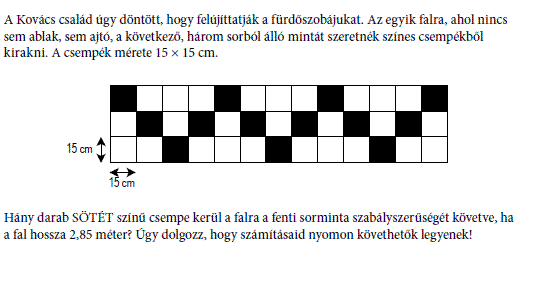 A Kovács család úgy döntött, hogy felújíttatják a fürdőszobájukat. Az egyik falra, ahol nincs
sem ablak, sem ajtó, a következő, három sorból álló mintát szeretnék színes csempékből
kirakni. A csempék mérete 15 × 15 cm.
15 cm
15 cm
Hány darab SÖTÉT színű csempe kerül a falra a fenti sorminta szabályszerűségét követve, ha
a fal hossza 2,85 méter? Úgy dolgozz, hogy számításaid nyomon követhetők legyenek!